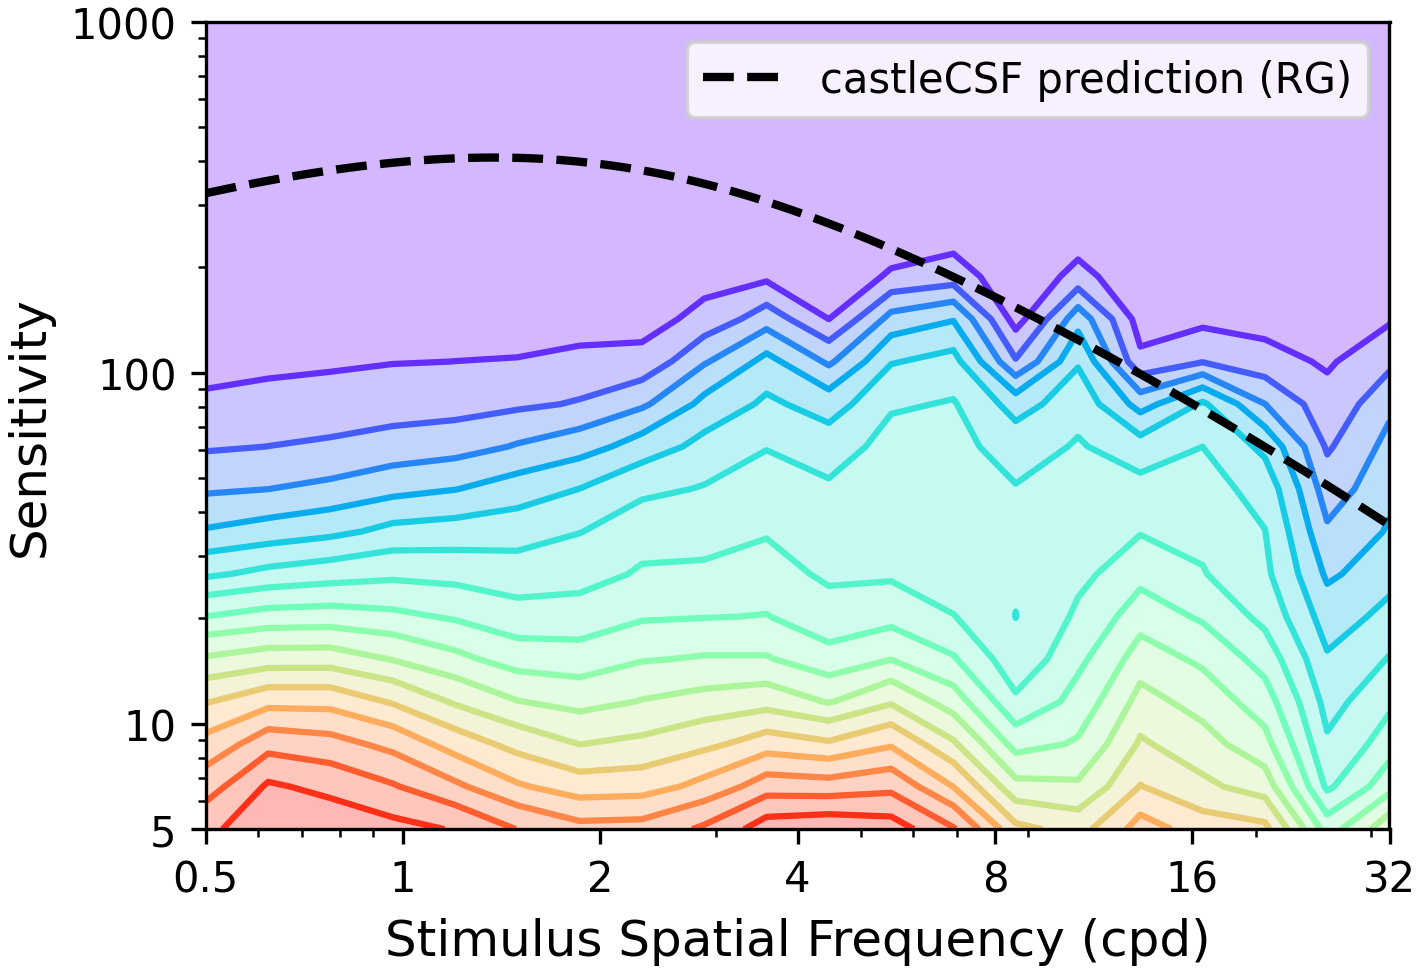 1000
castleCSF prediction (RG)
Sensitivity
100
10
5
0.5 1 2 4 8 16 32
Stimulus Spatial Frequency (cpd)